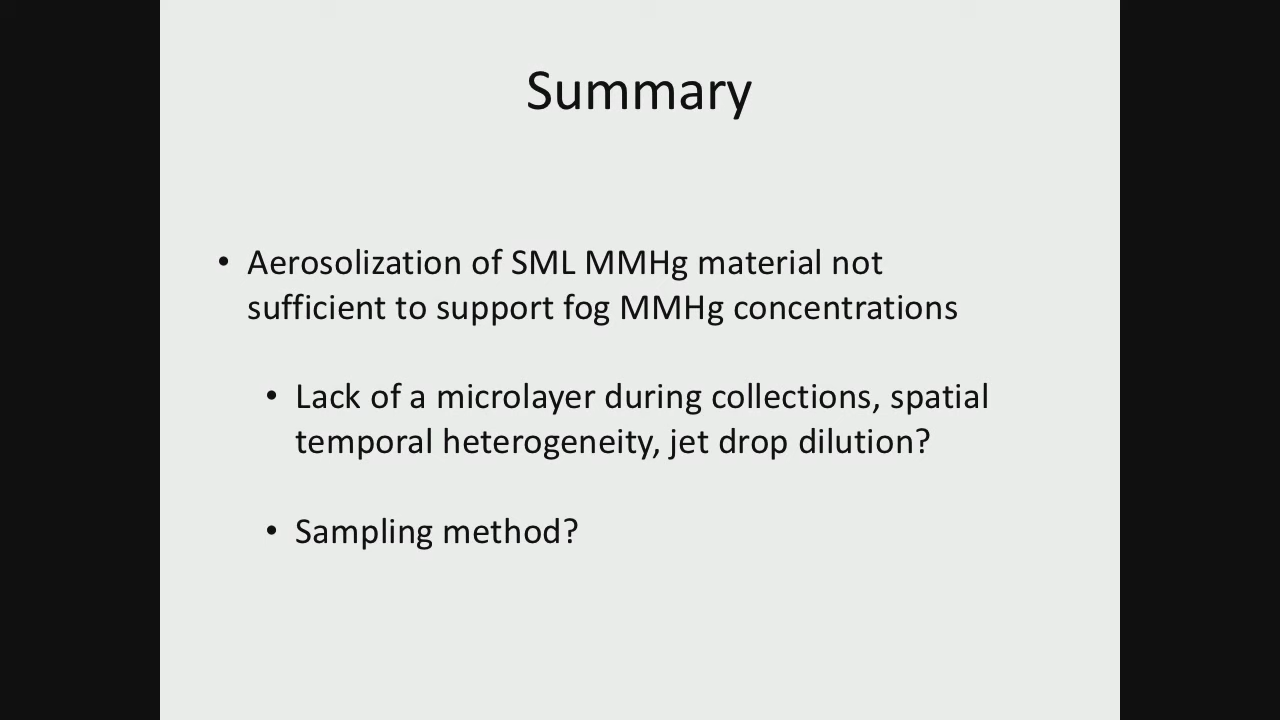 Summary
• Aerosolization of SML MMHg material not
sufficient to support fog MMHg concentrations
• Lack of a microlayer during collections, spatial
temporal heterogeneity, jet drop dilution?
• Sampling method?